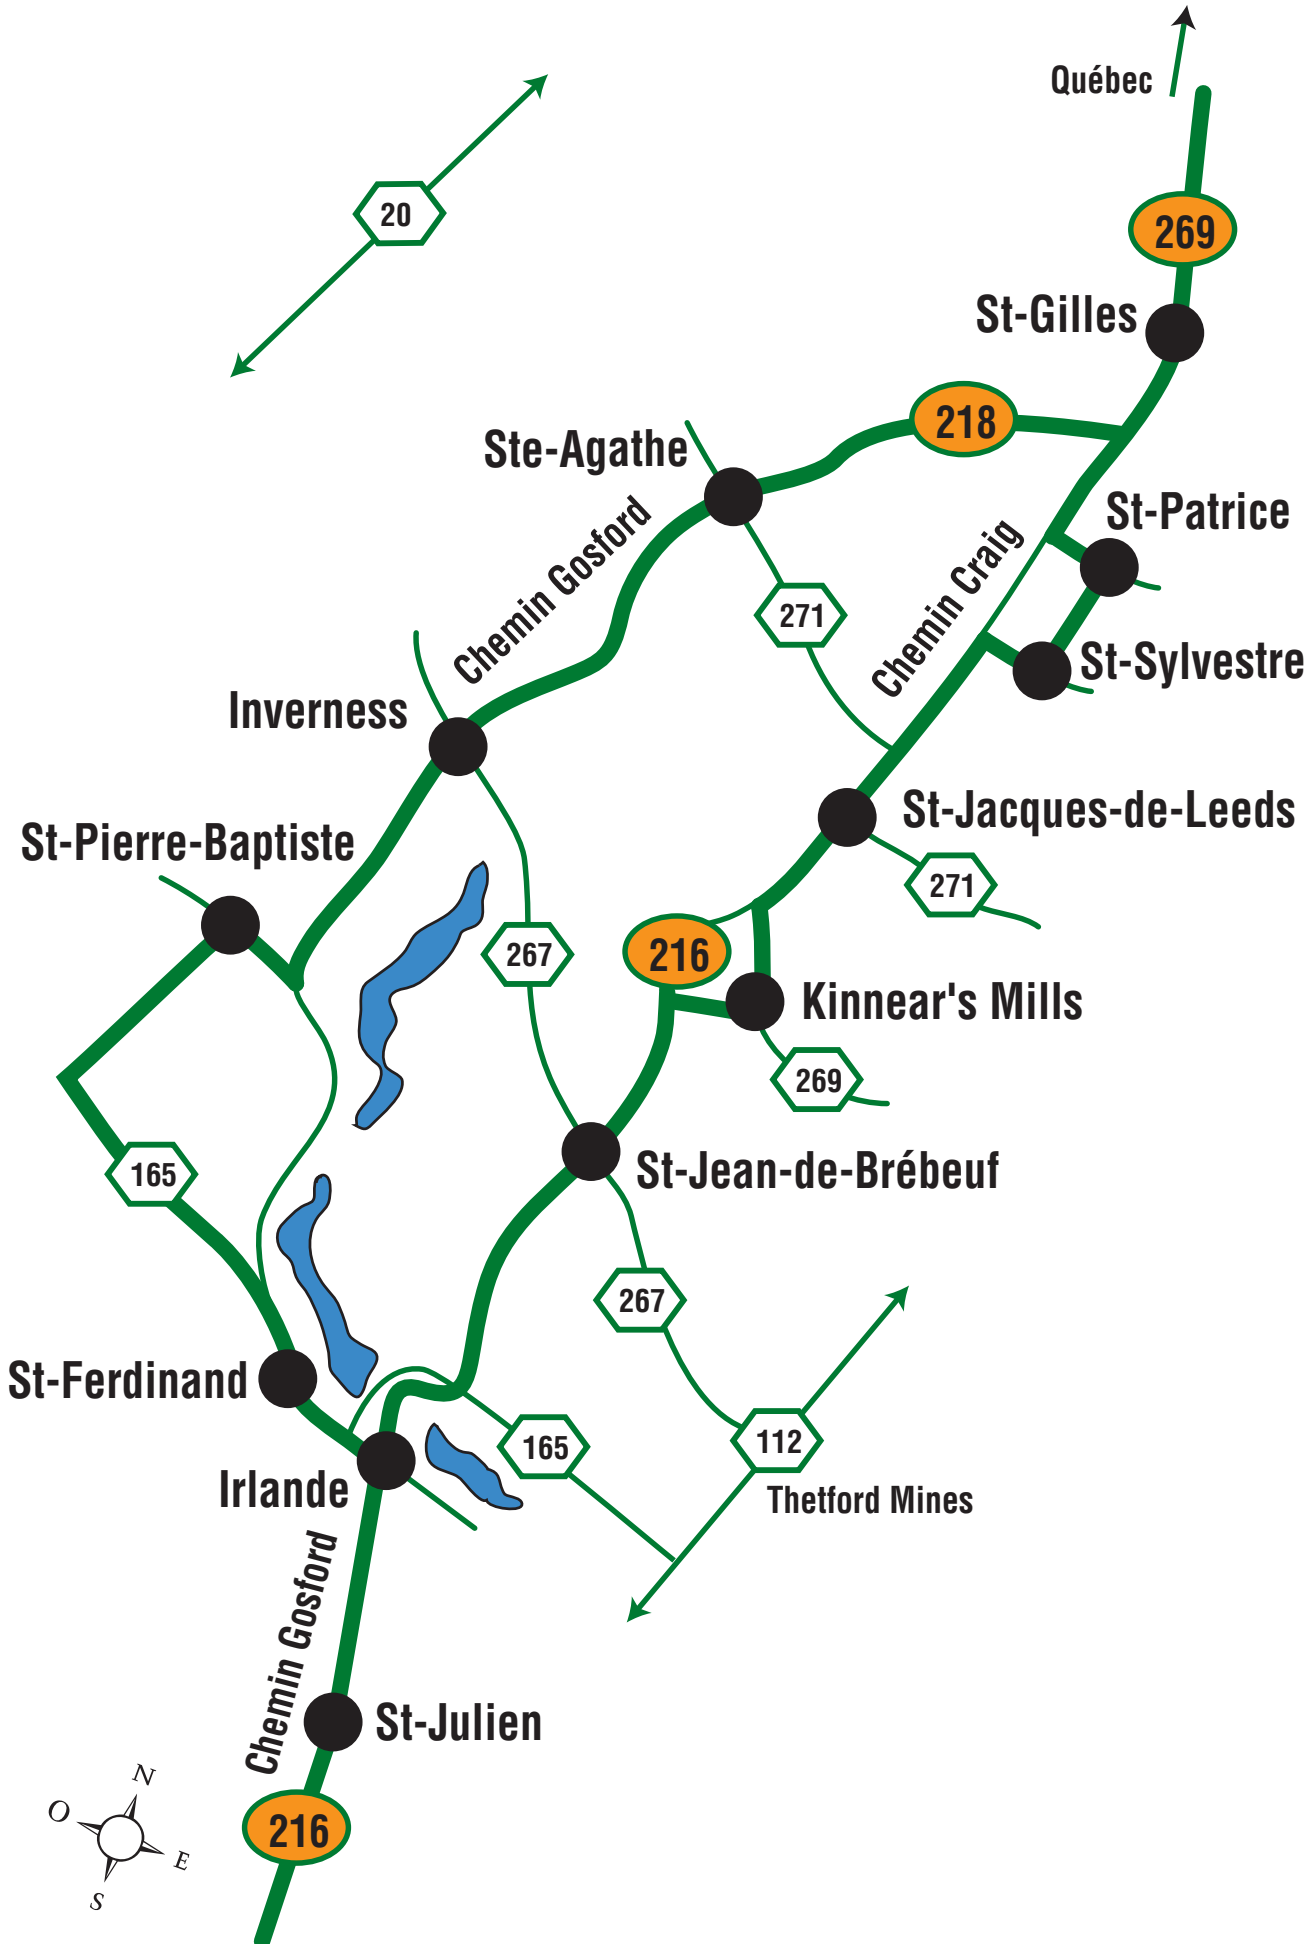 Québec
20
269
St-Gilles
218
Ste-Agathe
St-Patrice
Chemin Gosford
Chemin Craig
271
St-Sylvestre
Inverness
St-Jacques-de-Leeds
St-Pierre-Baptiste
271
267
216
Kinnear's Mills
269
St-Jean-de-Brébeuf
165
267
St-Ferdinand
112
165
Irlande
Thetford Mines
Chemin Gosford
St-Julien
N
O
216
E
S